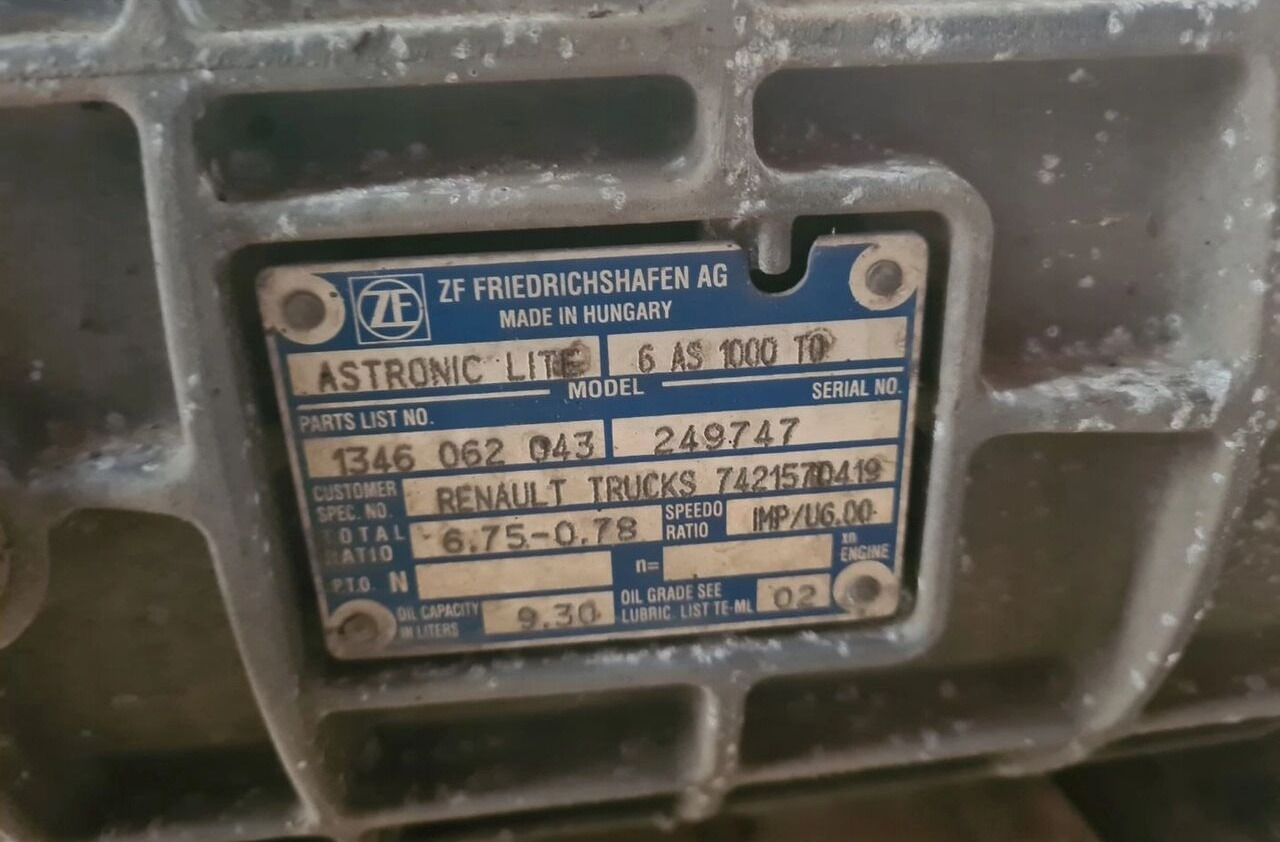 ZF ZF FRIEDRICHSHAFEN AG
MADE IN HUNGARY
ASTRONIC LITE 6 AS 1000 TO
MODEL
PARTS LIST NO. SERIAL NO.
1346 062 043 249747
CUSTOMER SPEC. NO. RENAULT TRUCKS 7421570419
TOTAL RATIO 6.75-0.78 SPEEDO RATIO IMP/U6.00
P.T.O. N n= xn ENGINE
OIL CAPACITY IN LITERS 9.30 OIL GRADE SEE LUBRIC. LIST TE-ML 02